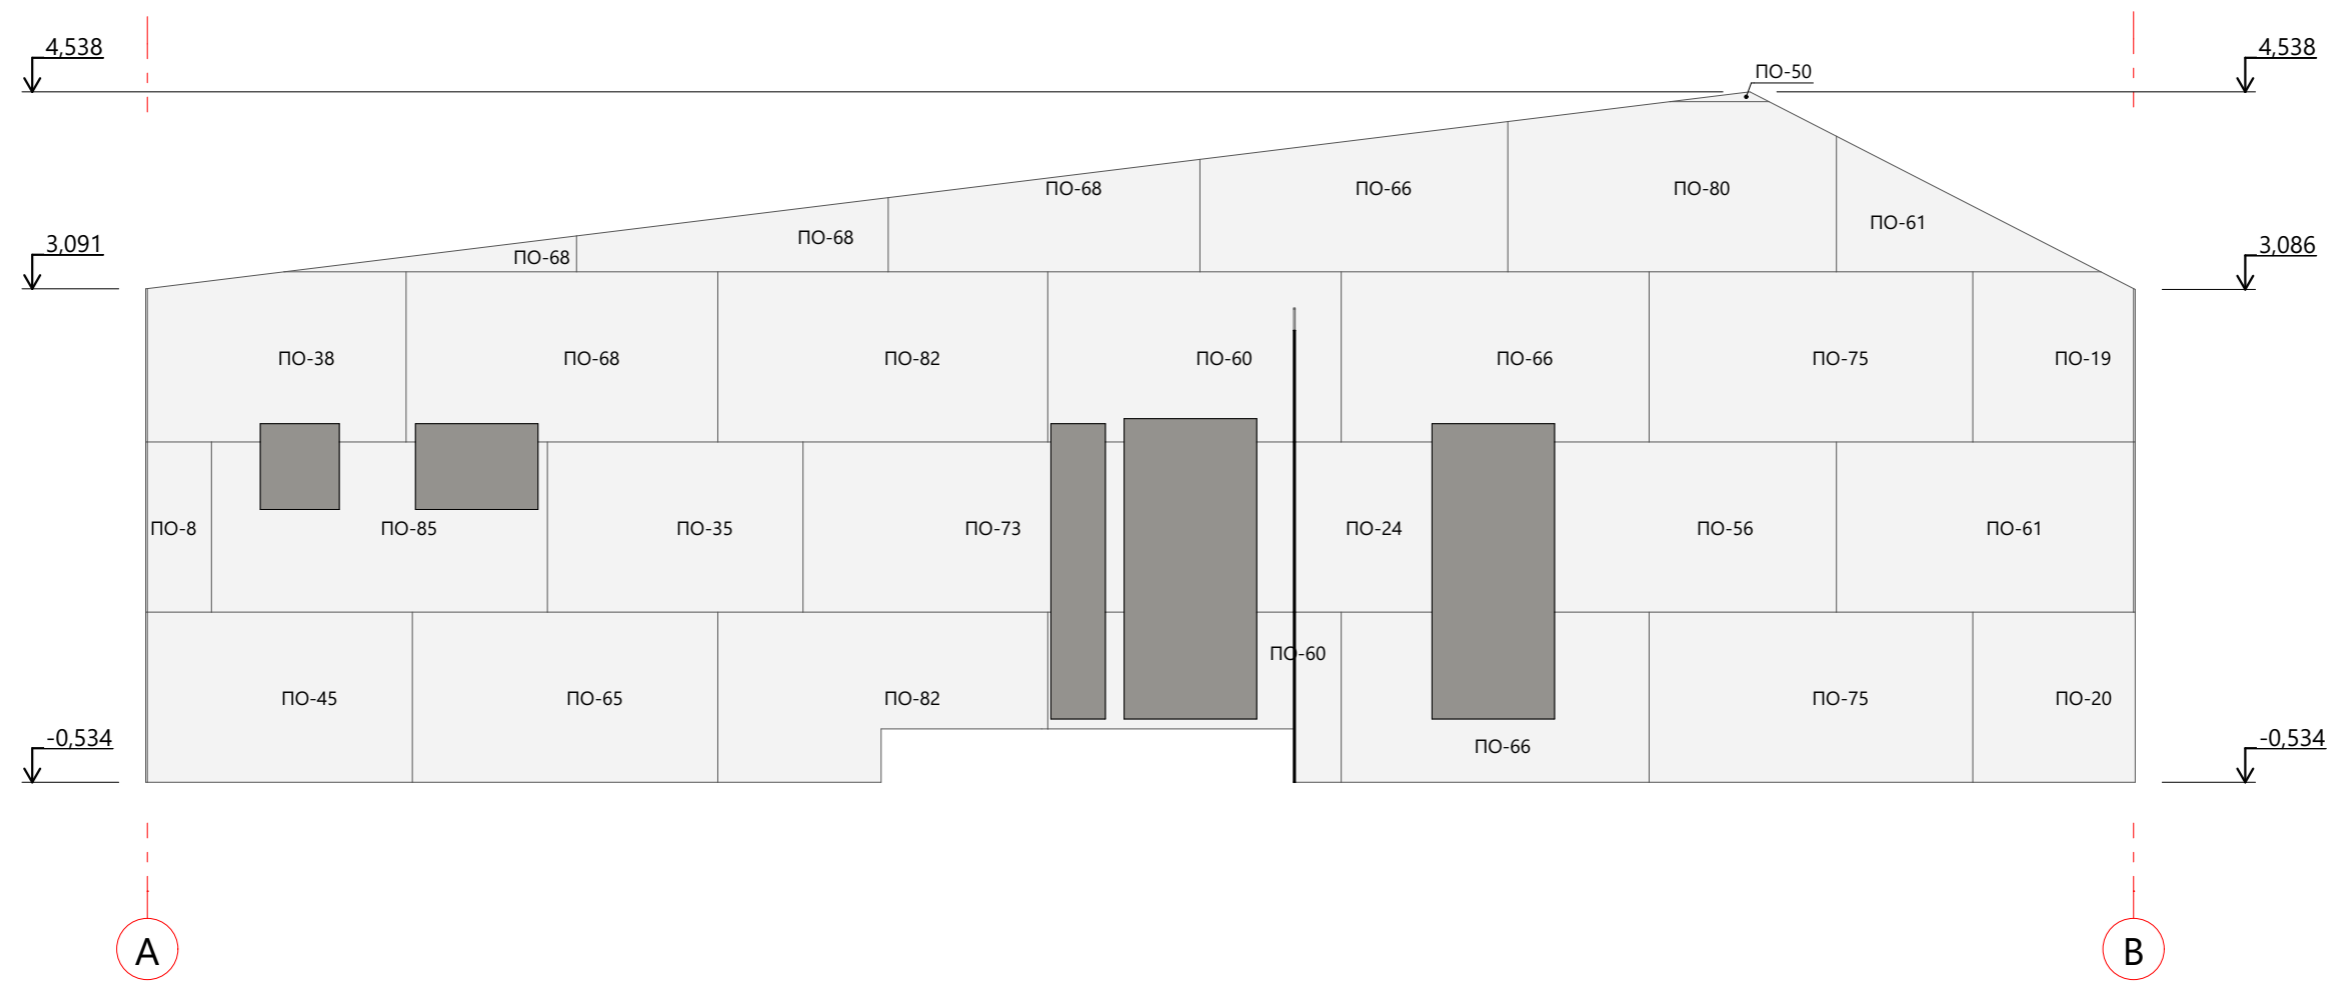 4,538
4,538
ПО-50
ПО-68
ПО-66
ПО-80
ПО-61
ПО-68
ПО-68
3,091
3,086
ПО-38
ПО-68
ПО-82
ПО-60
ПО-66
ПО-75
ПО-19
ПО-8
ПО-85
ПО-35
ПО-73
ПО-24
ПО-56
ПО-61
ПО-60
ПО-45
ПО-65
ПО-82
ПО-75
ПО-20
ПО-66
-0,534
-0,534
А
В